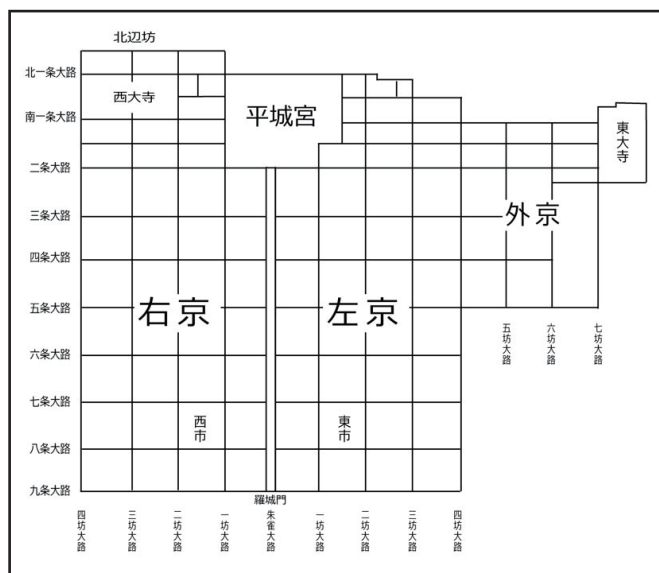 北辺坊
北一条大路
西大寺
平城宮
南一条大路
東大寺
二条大路
三条大路
外京
四条大路
右京
左京
五条大路
五坊大路
六坊大路
七坊大路
六条大路
七条大路
西市
東市
八条大路
九条大路
羅城門
四坊大路
三坊大路
二坊大路
一坊大路
朱雀大路
一坊大路
二坊大路
三坊大路
四坊大路